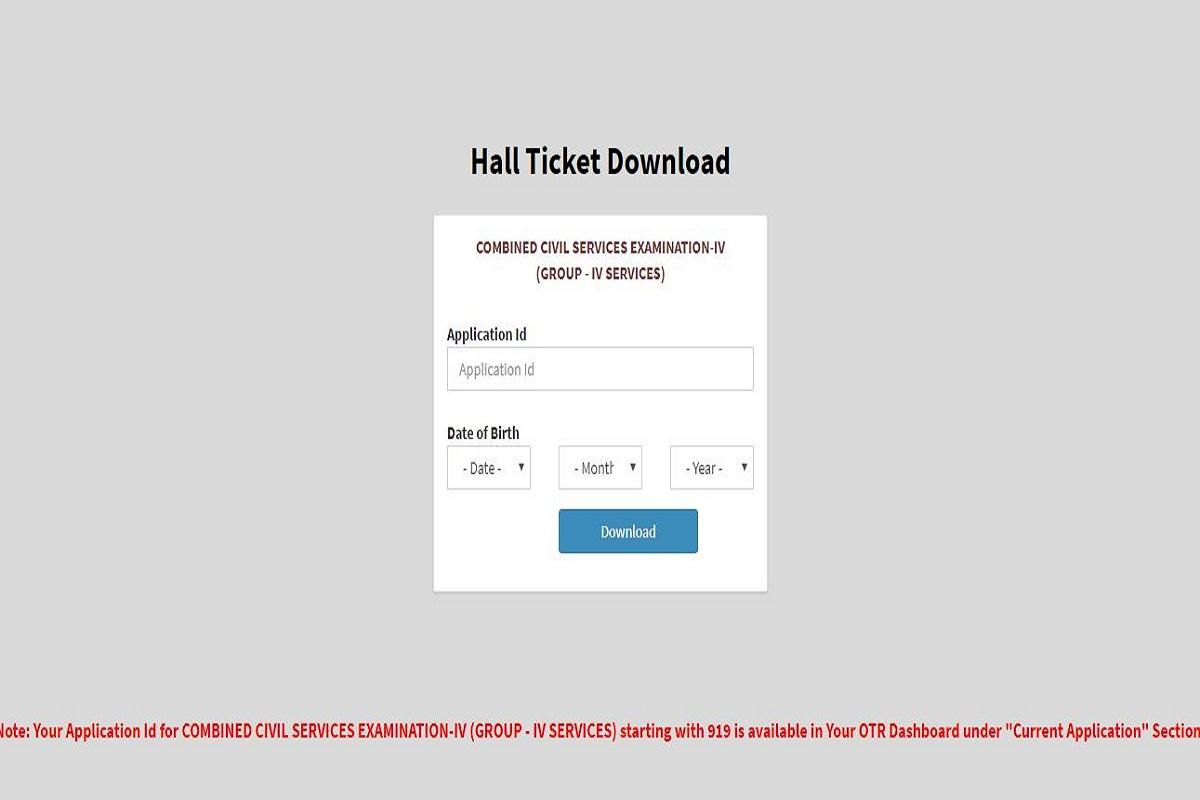 Hall Ticket Download
COMBINED CIVIL SERVICES EXAMINATION-IV
(GROUP - IV SERVICES)
Application Id
Application Id
Date of Birth
- Date - - Month - Year -
Download
Note: Your Application Id for COMBINED CIVIL SERVICES EXAMINATION-IV (GROUP - IV SERVICES) starting with 919 is available in Your OTR Dashboard under "Current Application" Section